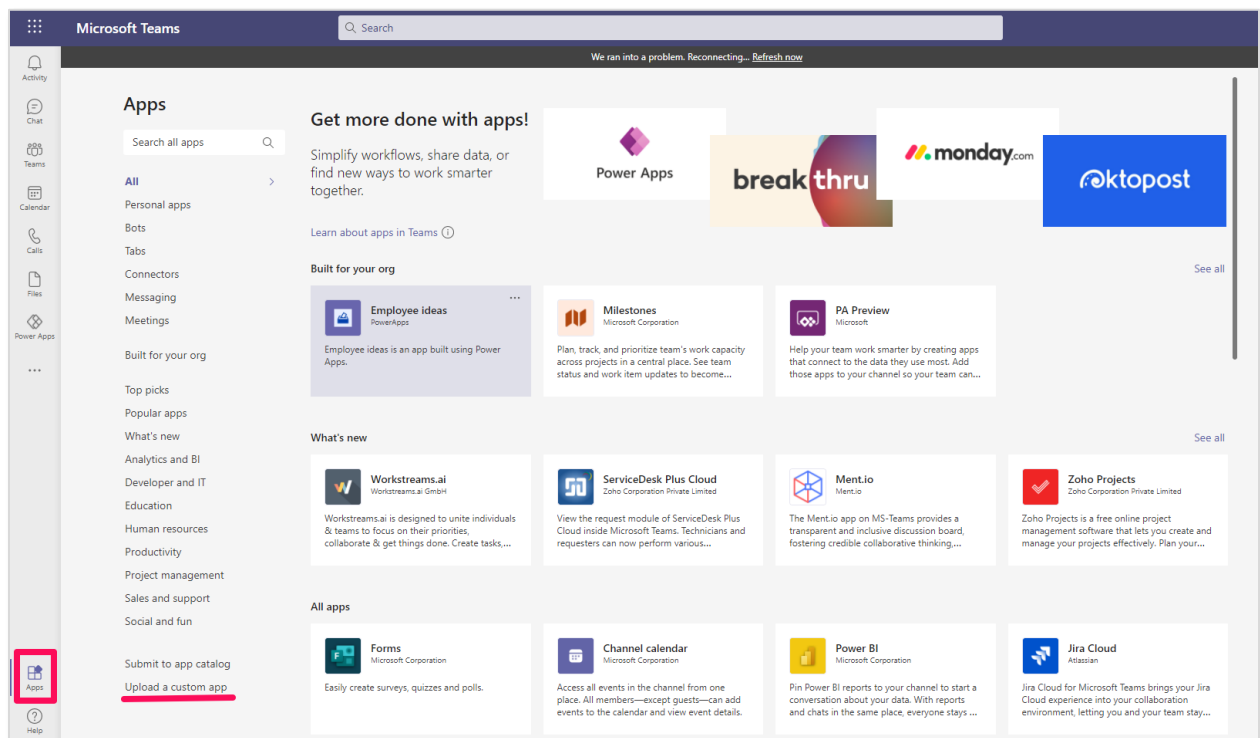 Microsoft Teams
Search
We ran into a problem. Reconnecting... Refresh now
Activity
Chat
Teams
Calendar
Calls
Files
Power Apps
...
Apps
Help
Apps
Search all apps
All
Personal apps
Bots
Tabs
Connectors
Messaging
Meetings
Built for your org
Top picks
Popular apps
What's new
Analytics and BI
Developer and IT
Education
Human resources
Productivity
Project management
Sales and support
Social and fun
Submit to app catalog
Upload a custom app
Get more done with apps!
Simplify workflows, share data, or
find new ways to work smarter
together.
Learn about apps in Teams
Power Apps
break thru
monday.com
oktopost
Built for your org
See all
Employee ideas
PowerApps
Employee ideas is an app built using Power
Apps.
Milestones
Microsoft Corporation
Plan, track, and prioritize team's work capacity
across projects in a central place. See team
status and work item updates to become...
PA Preview
Microsoft
Help your team work smarter by creating apps
that connect to the data they use most. Add
those apps to your channel so your team can...
What's new
See all
Workstreams.ai
Workstreams.ai GmbH
Workstreams.ai is designed to unite individuals
& teams to focus on their priorities,
collaborate & get things done. Create tasks,...
ServiceDesk Plus Cloud
Zoho Corporation Private Limited
View the request module of ServiceDesk Plus
Cloud inside Microsoft Teams. Technicians and
requesters can now perform various...
Ment.io
Ment.io
The Ment.io app on MS-Teams provides a
transparent and inclusive discussion board,
fostering credible collaborative thinking,...
Zoho Projects
Zoho Corporation Private Limited
Zoho Projects is a free online project
management software that lets you create and
manage your projects effectively. Plan your...
All apps
Forms
Microsoft Corporation
Easily create surveys, quizzes and polls.
Channel calendar
Microsoft Corporation
Access all events in the channel from one
place. All members—except guests—can add
events to the calendar and view event details.
Power BI
Microsoft Corporation
Pin Power BI reports to your channel to start a
conversation about your data. With reports
and chats in the same place, everyone stays ...
Jira Cloud
Atlassian
Jira Cloud for Microsoft Teams brings your Jira
Cloud experience into your collaboration
environment, letting you and your team stay...